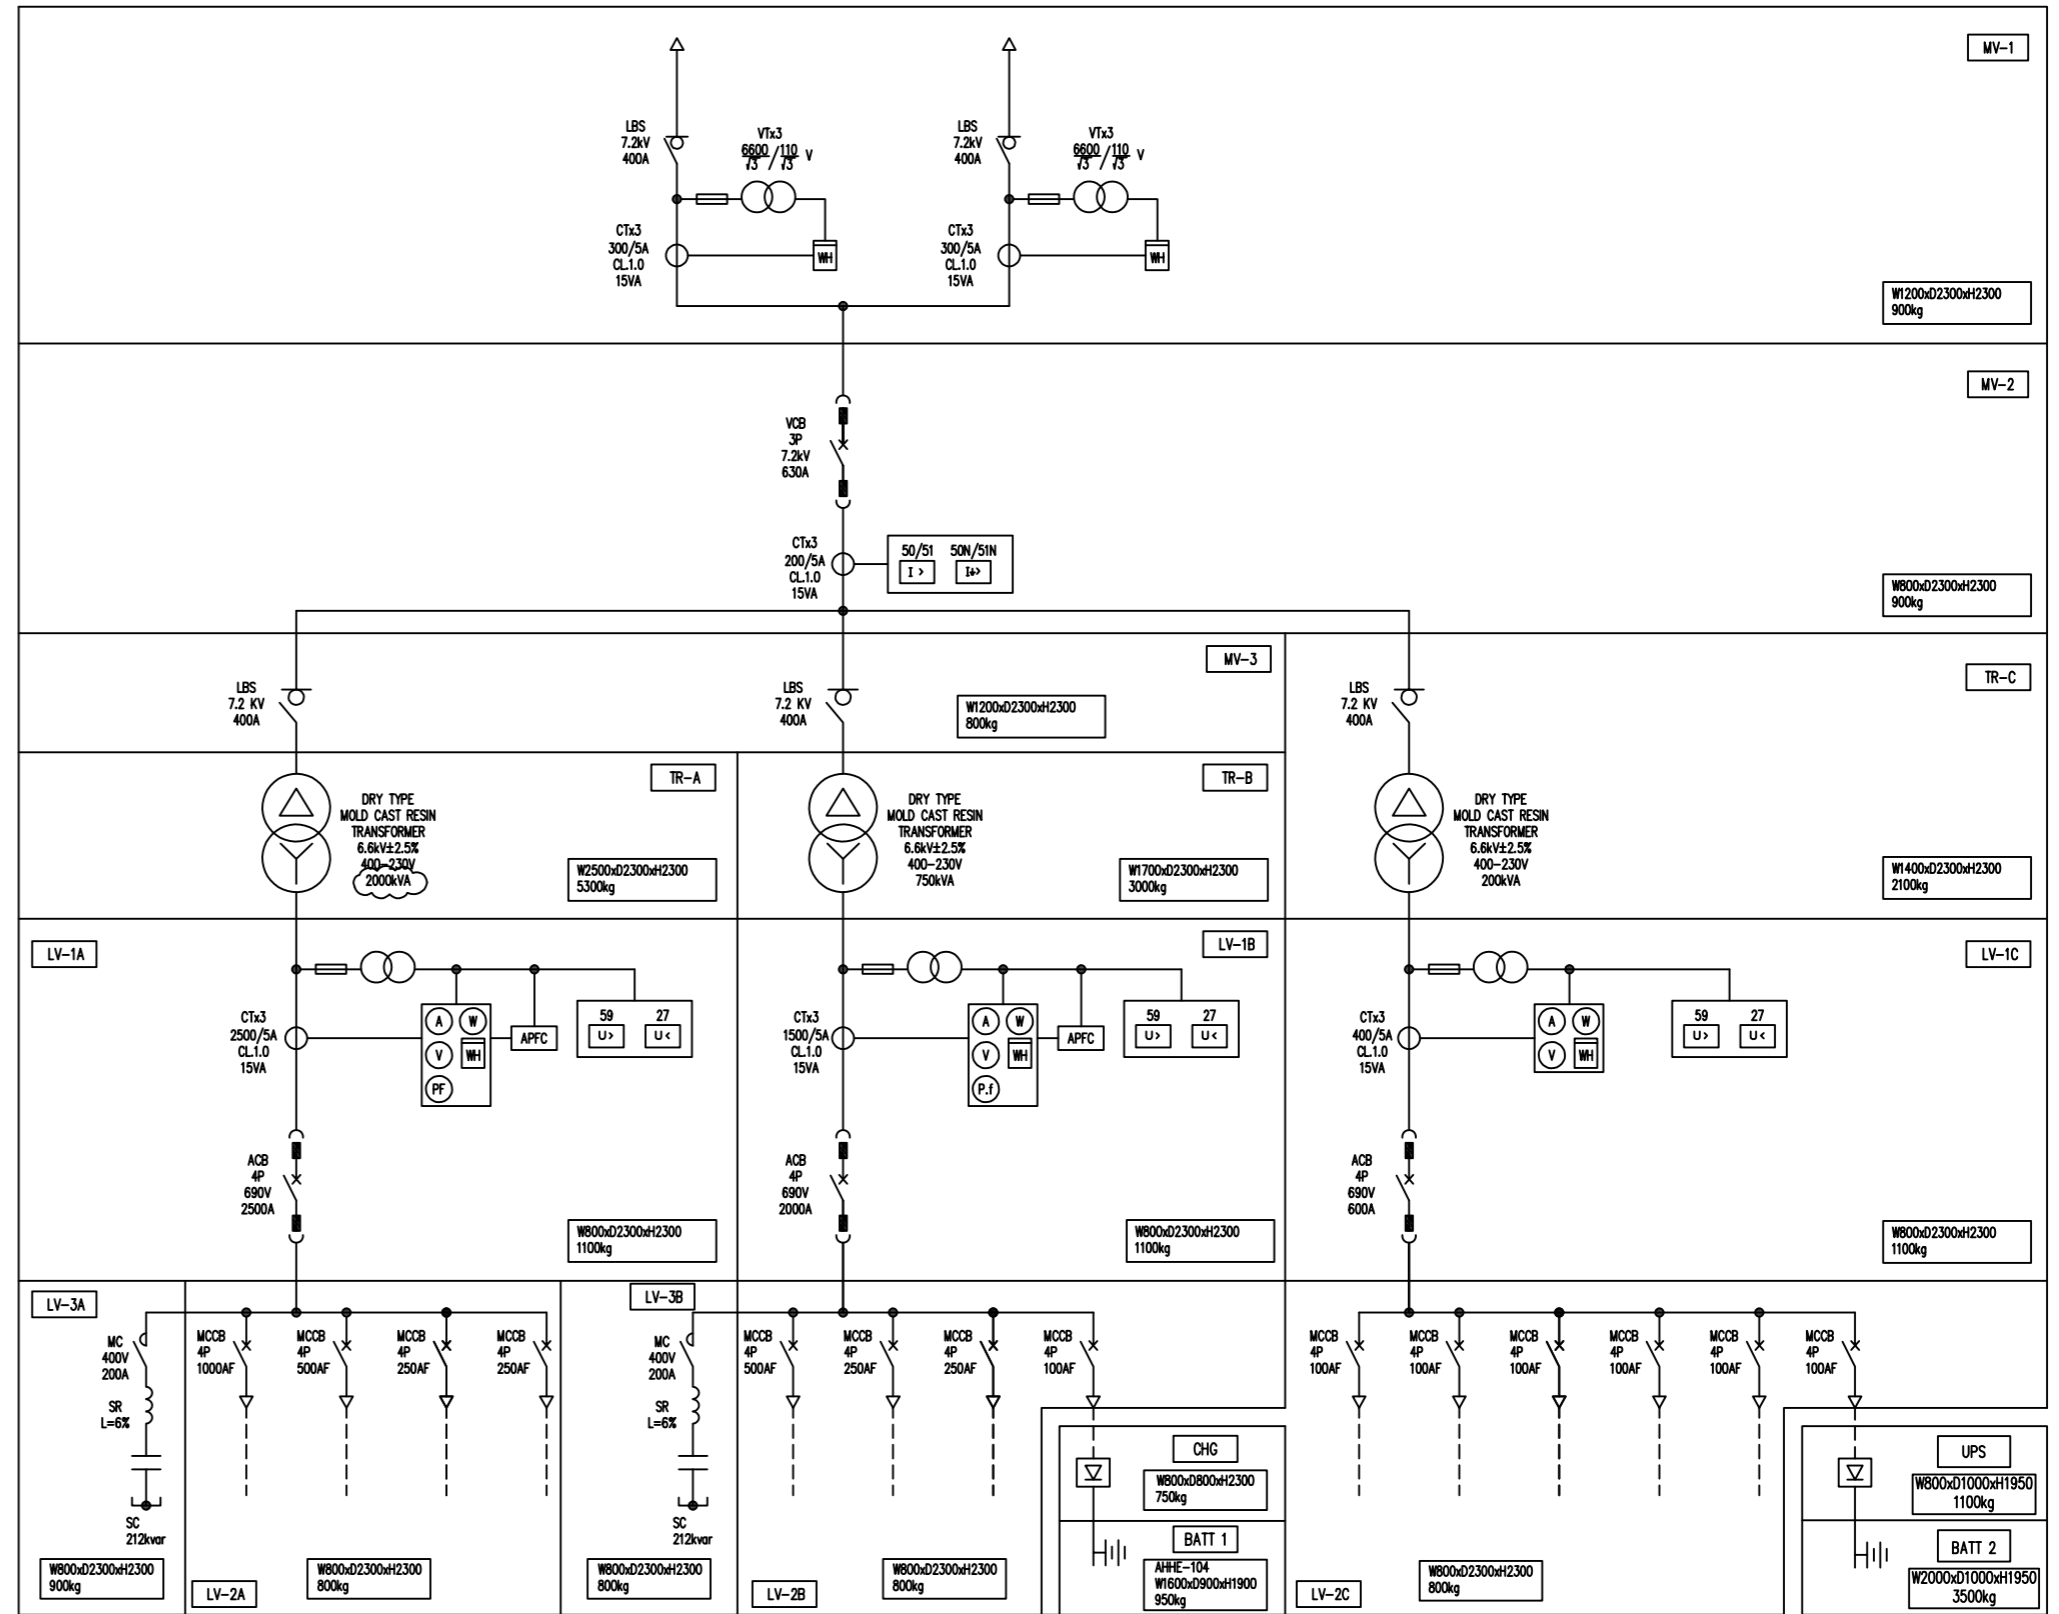 MV-1
LBS
7.2kV
400A
VTx3
6600/√3 / 110/√3 V
CTx3
300/5A
CL.1.0
15VA
WH
LBS
7.2kV
400A
VTx3
6600/√3 / 110/√3 V
CTx3
300/5A
CL.1.0
15VA
WH
W1200xD2300xH2300
900kg
MV-2
VCB
3P
7.2kV
630A
CTx3
200/5A
CL.1.0
15VA
50/51 50N/51N
I >
W800xD2300xH2300
900kg
MV-3
LBS
7.2 KV
400A
LBS
7.2 KV
400A
W1200xD2300xH2300
800kg
TR-C
LBS
7.2 KV
400A
TR-A
DRY TYPE
MOLD CAST RESIN
TRANSFORMER
6.6kV±2.5%
400-230V
2000kVA
W2500xD2300xH2300
5300kg
TR-B
DRY TYPE
MOLD CAST RESIN
TRANSFORMER
6.6kV±2.5%
400-230V
750kVA
W1700xD2300xH2300
3000kg
DRY TYPE
MOLD CAST RESIN
TRANSFORMER
6.6kV±2.5%
400-230V
200kVA
W1400xD2300xH2300
2100kg
LV-1A
CTx3
2500/5A
CL.1.0
15VA
A W
V WH
PF
APFC
59 27
U> U<
ACB
4P
690V
2500A
W800xD2300xH2300
1100kg
LV-1B
CTx3
1500/5A
CL.1.0
15VA
A W
V WH
P.f
APFC
59 27
U> U<
ACB
4P
690V
2000A
W800xD2300xH2300
1100kg
LV-1C
CTx3
400/5A
CL.1.0
15VA
A W
V WH
59 27
U> U<
ACB
4P
690V
600A
W800xD2300xH2300
1100kg
LV-3A
MC
400V
200A
SR
L=6%
SC
212kvar
W800xD2300xH2300
900kg
MCCB
4P
1000AF
MCCB
4P
500AF
MCCB
4P
250AF
MCCB
4P
250AF
LV-2A
W800xD2300xH2300
800kg
LV-3B
MC
400V
200A
SR
L=6%
SC
212kvar
W800xD2300xH2300
800kg
MCCB
4P
500AF
MCCB
4P
250AF
MCCB
4P
250AF
MCCB
4P
100AF
LV-2B
W800xD2300xH2300
800kg
CHG
W800xD800xH2300
750kg
BATT 1
AHHE-104
W1600xD900xH1900
950kg
MCCB
4P
100AF
MCCB
4P
100AF
MCCB
4P
100AF
MCCB
4P
100AF
MCCB
4P
100AF
MCCB
4P
100AF
LV-2C
W800xD2300xH2300
800kg
UPS
W800xD1000xH1950
1100kg
BATT 2
W2000xD1000xH1950
3500kg